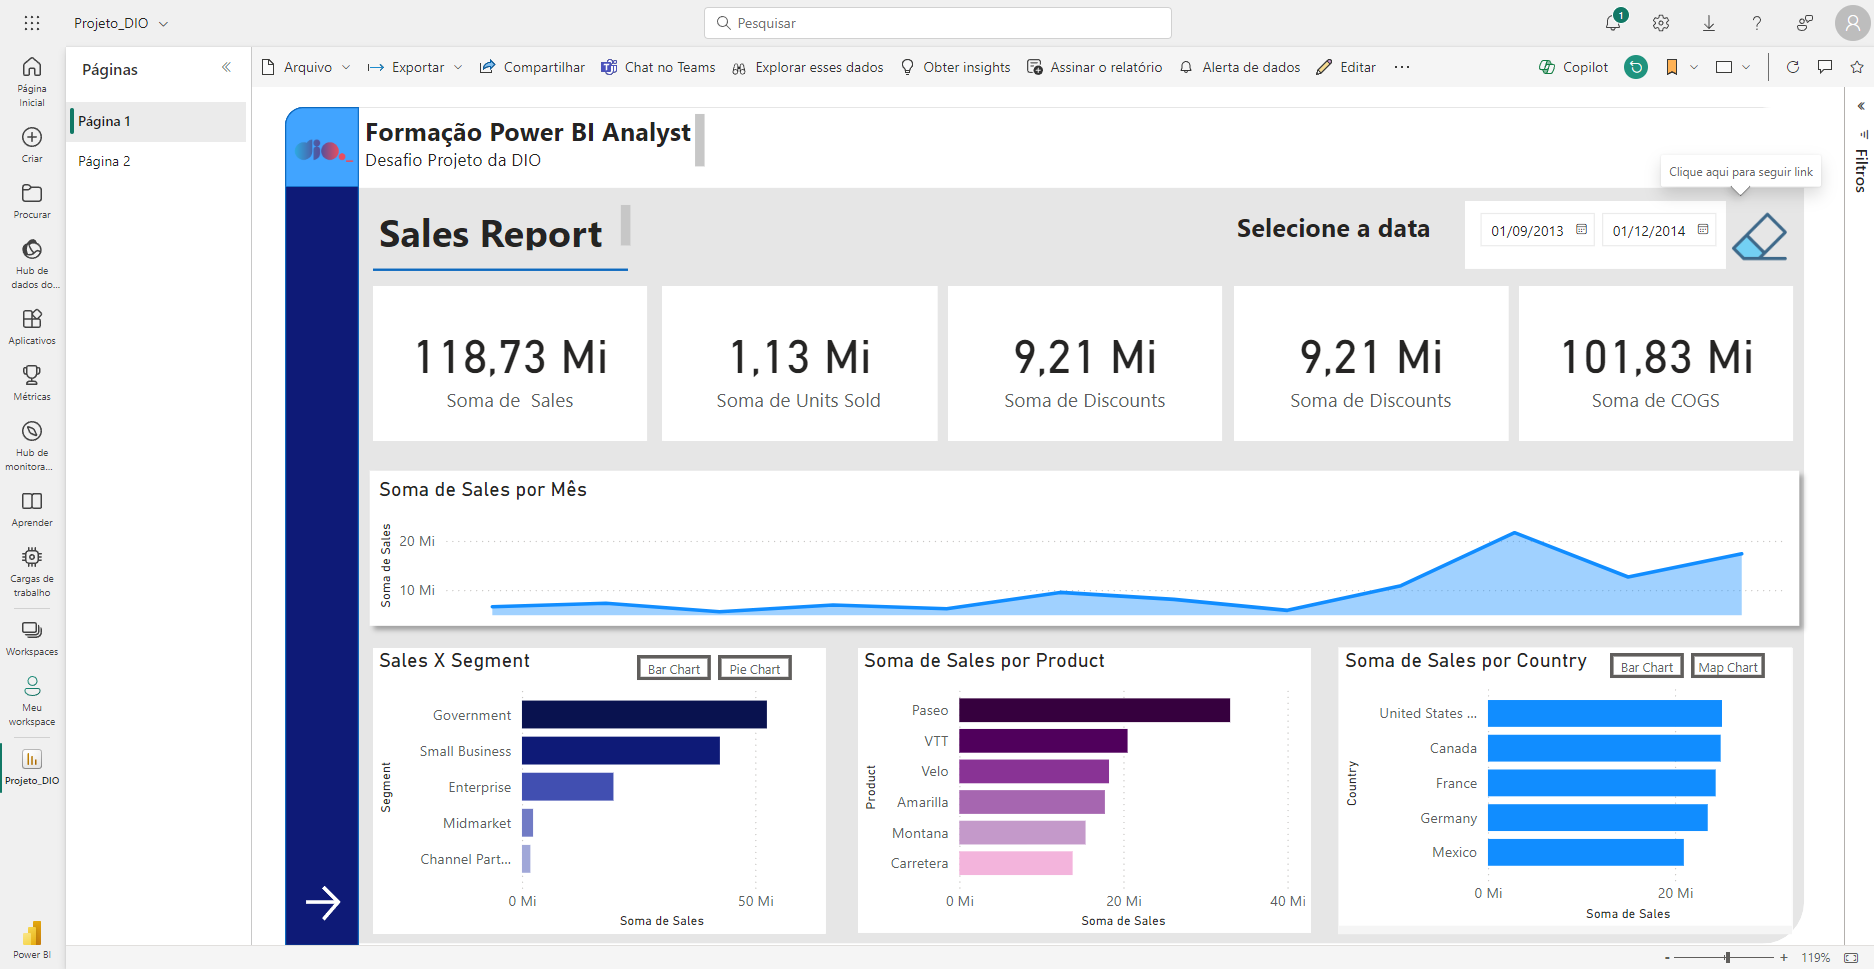 Projeto_DIO
Pesquisar
1
Página Inicial
Criar
Procurar
Hub de dados do...
Aplicativos
Métricas
Hub de monitora...
Aprender
Cargas de trabalho
Workspaces
Meu workspace
Projeto_DIO
Power BI
Páginas
Página 1
Página 2
Arquivo Exportar Compartilhar Chat no Teams Explorar esses dados Obter insights Assinar o relatório Alerta de dados Editar ... Copilot
Filtros
dio._
Formação Power BI Analyst
Desafio Projeto da DIO
Clique aqui para seguir link
Sales Report
Selecione a data
01/09/2013 01/12/2014
118,73 Mi
Soma de Sales
1,13 Mi
Soma de Units Sold
9,21 Mi
Soma de Discounts
9,21 Mi
Soma de Discounts
101,83 Mi
Soma de COGS
Soma de Sales por Mês
Soma de Sales
20 Mi
10 Mi
Sales X Segment
Bar Chart Pie Chart
Segment
Government
Small Business
Enterprise
Midmarket
Channel Part...
0 Mi 50 Mi
Soma de Sales
Soma de Sales por Product
Product
Paseo
VTT
Velo
Amarilla
Montana
Carretera
0 Mi 20 Mi 40 Mi
Soma de Sales
Soma de Sales por Country
Bar Chart Map Chart
Country
United States ...
Canada
France
Germany
Mexico
0 Mi 20 Mi
Soma de Sales
- + 119%